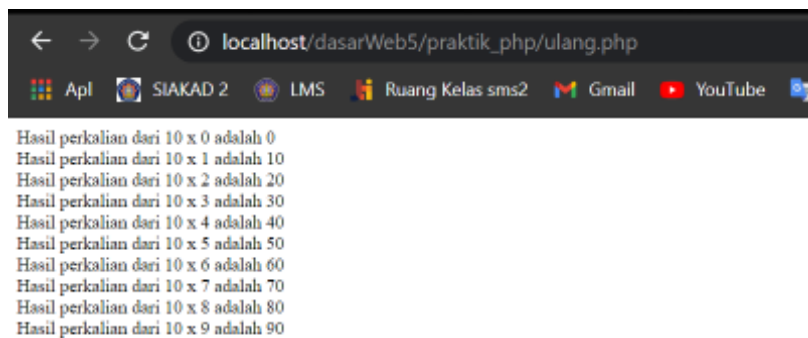 localhost/dasarWeb5/praktik_php/ulang.php
Apl SIAKAD 2 LMS Ruang Kelas sms2 Gmail YouTube
Hasil perkalian dari 10 x 0 adalah 0
Hasil perkalian dari 10 x 1 adalah 10
Hasil perkalian dari 10 x 2 adalah 20
Hasil perkalian dari 10 x 3 adalah 30
Hasil perkalian dari 10 x 4 adalah 40
Hasil perkalian dari 10 x 5 adalah 50
Hasil perkalian dari 10 x 6 adalah 60
Hasil perkalian dari 10 x 7 adalah 70
Hasil perkalian dari 10 x 8 adalah 80
Hasil perkalian dari 10 x 9 adalah 90